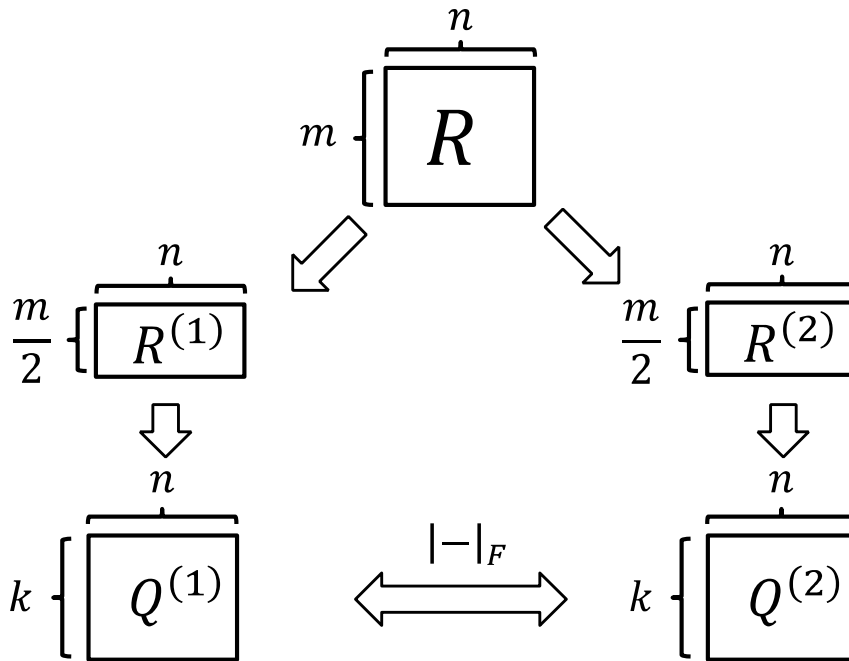 n
m R
n n
m/2 R^(1) m/2 R^(2)
n n
|−|_F
k Q^(1) k Q^(2)